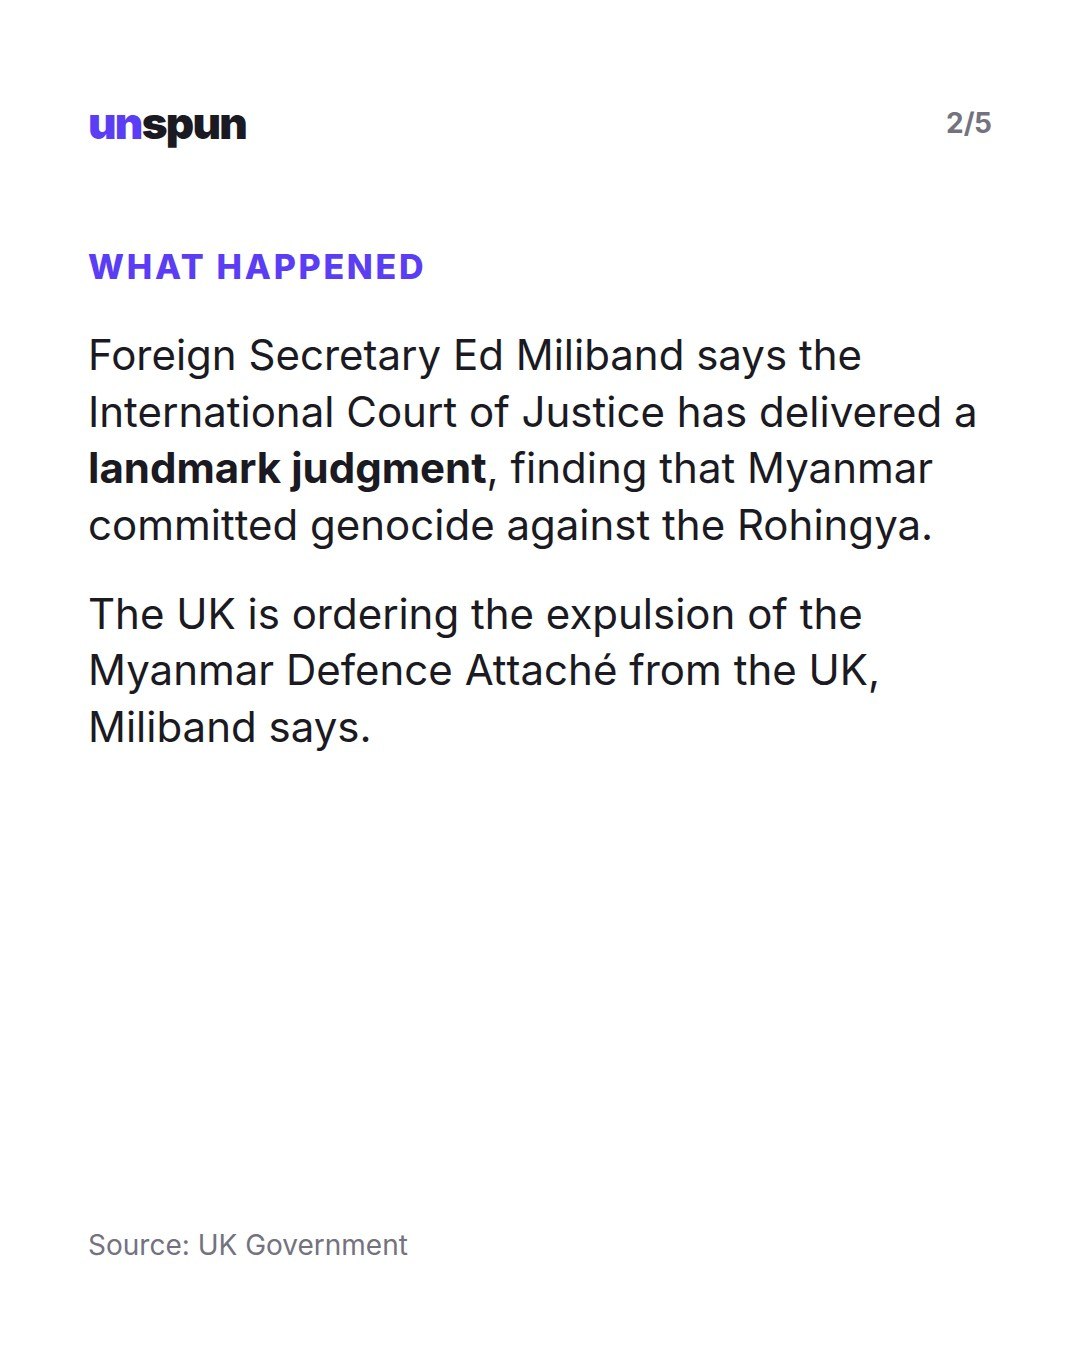 unspun
2/5
WHAT HAPPENED
Foreign Secretary Ed Miliband says the
International Court of Justice has delivered a
landmark judgment, finding that Myanmar
committed genocide against the Rohingya.
The UK is ordering the expulsion of the
Myanmar Defence Attaché from the UK,
Miliband says.
Source: UK Government